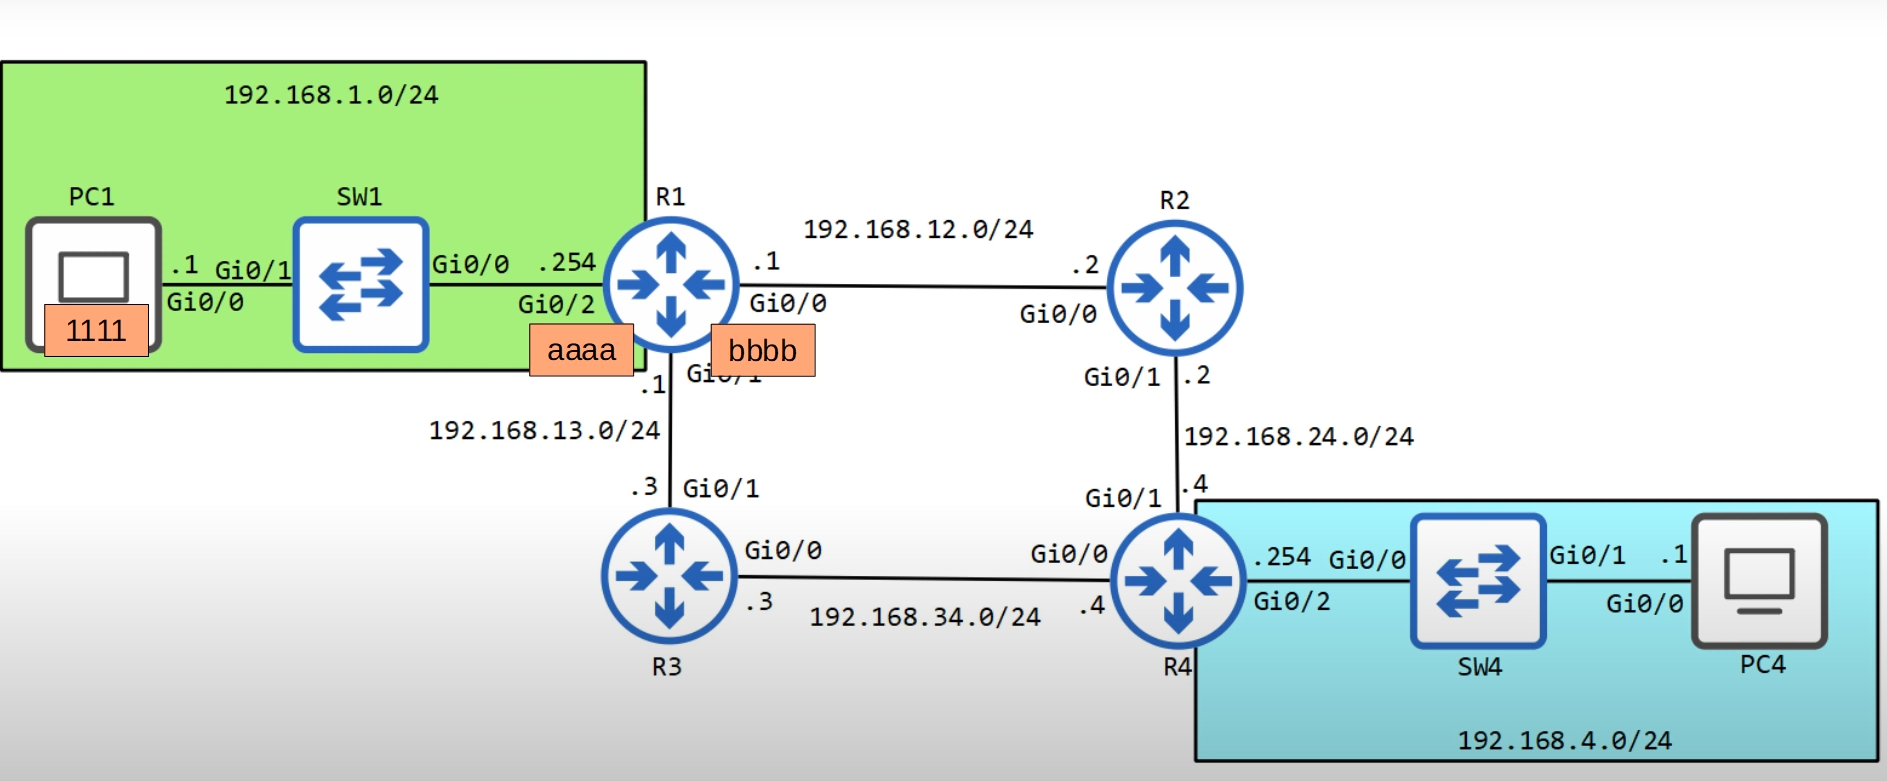 192.168.1.0/24
PC1
SW1
R1
R2
192.168.12.0/24
.1
Gi0/1
Gi0/0
.254
.1
.2
Gi0/0
Gi0/2
Gi0/0
Gi0/0
1111
aaaa
bbbb
.1
Gi0/1
Gi0/1
.2
192.168.13.0/24
192.168.24.0/24
.3
Gi0/1
Gi0/1
.4
Gi0/0
Gi0/0
.254
Gi0/0
Gi0/1
.1
.3
192.168.34.0/24
.4
Gi0/2
Gi0/0
R3
R4
SW4
PC4
192.168.4.0/24